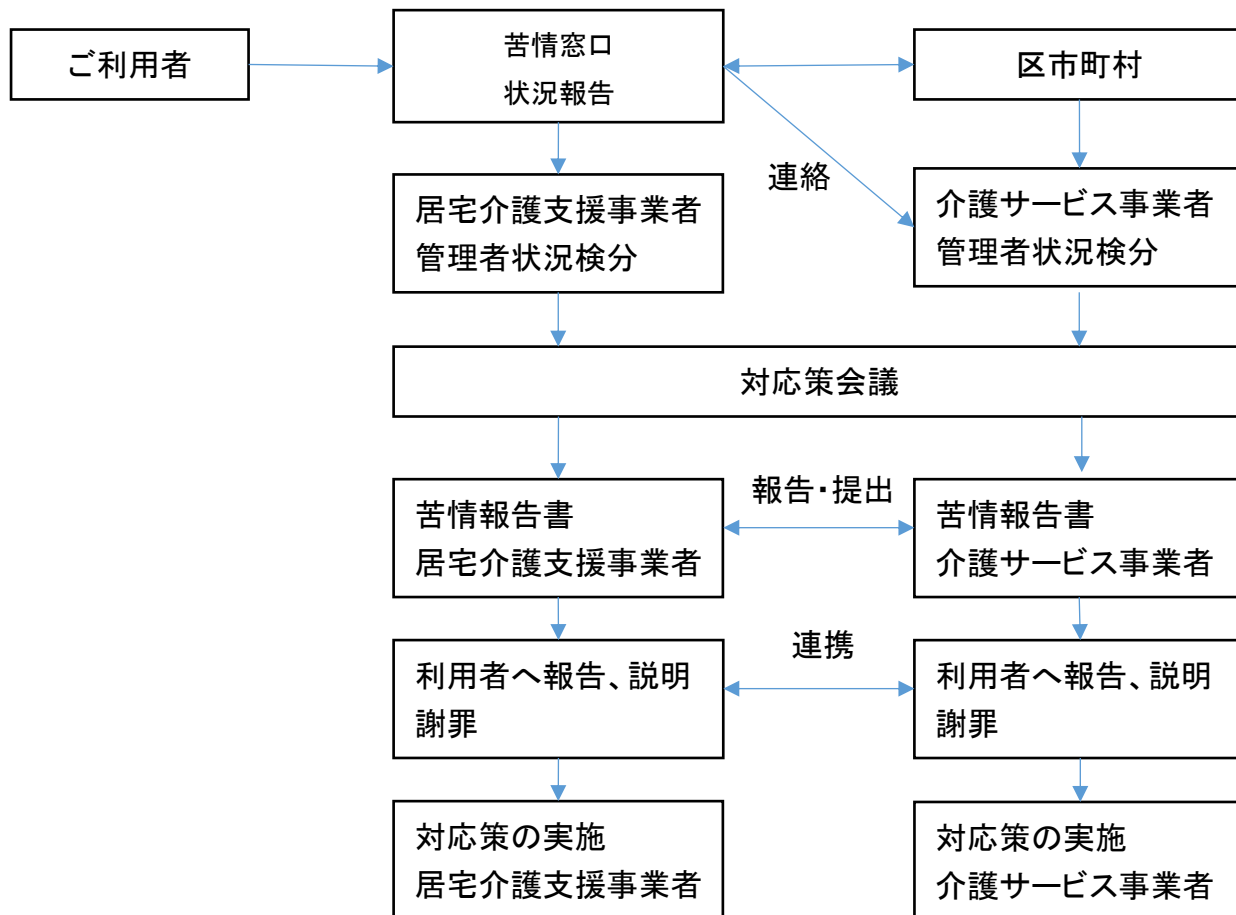 ご利用者
苦情窓口
状況報告
区市町村
連絡
居宅介護支援事業者
管理者状況検分
介護サービス事業者
管理者状況検分
対応策会議
報告・提出
苦情報告書
居宅介護支援事業者
苦情報告書
介護サービス事業者
連携
利用者へ報告、説明
謝罪
利用者へ報告、説明
謝罪
対応策の実施
居宅介護支援事業者
対応策の実施
介護サービス事業者